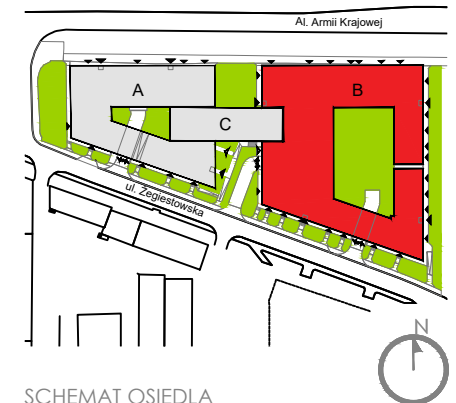 Al. Armii Krajowej
A
B
C
ul. Żegiestowska
N
SCHEMAT OSIEDLA